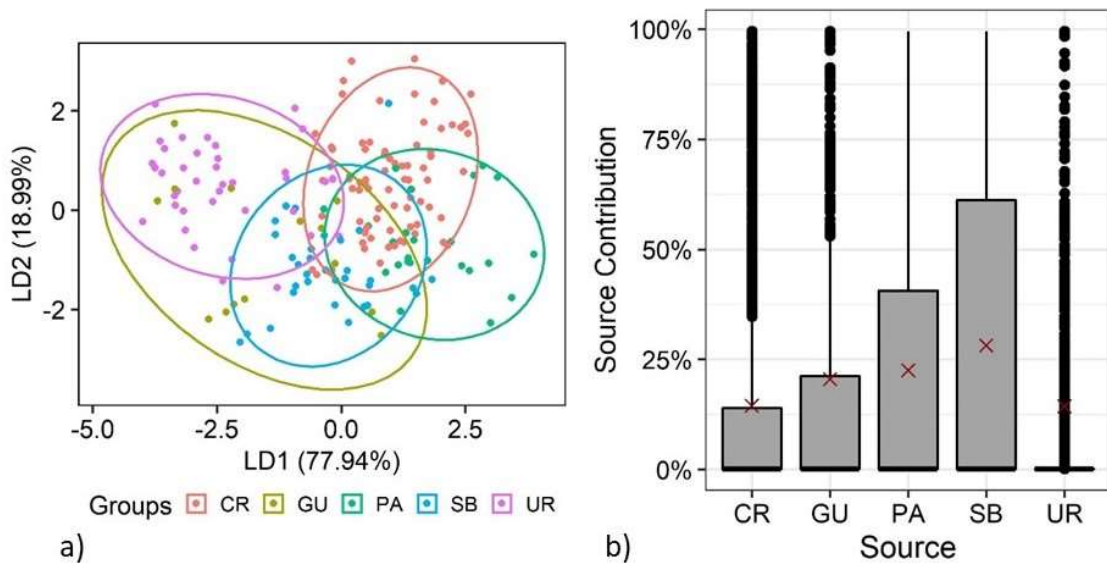 2
0
-2
LD2 (18.99%)
-5.0 -2.5 0.0 2.5
LD1 (77.94%)
Groups CR GU PA SB UR
a)
100%
75%
50%
25%
0%
Source Contribution
CR GU PA SB UR
Source
b)